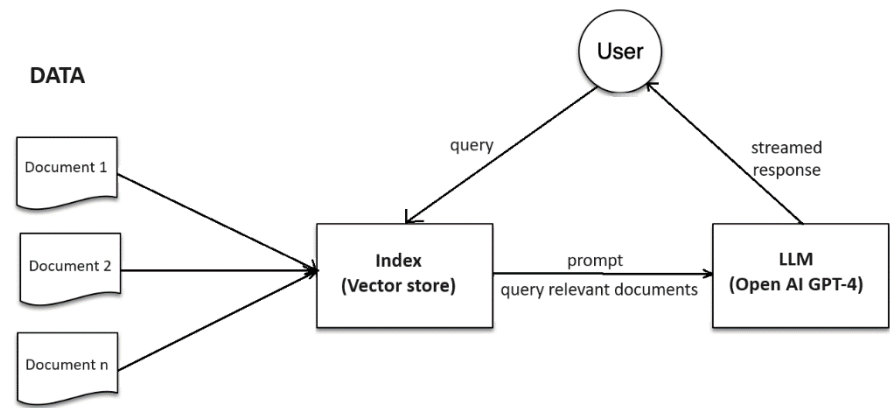 User
DATA
query
streamed
response
Document 1
Document 2
Document n
Index
(Vector store)
prompt
query relevant documents
LLM
(Open AI GPT-4)